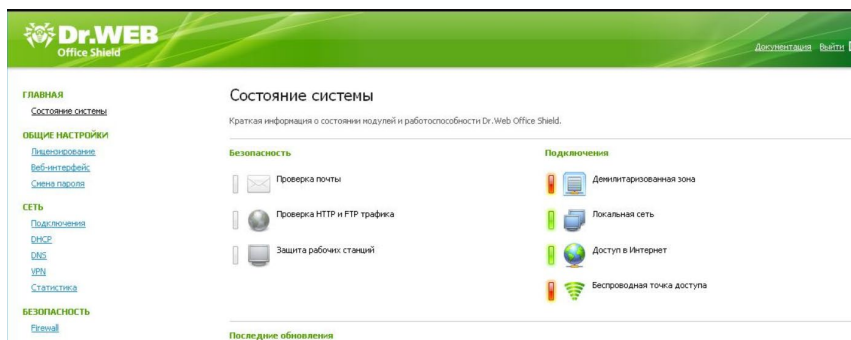 Dr.WEB
Office Shield
Документация Выйти
ГЛАВНАЯ
Состояние системы
ОБЩИЕ НАСТРОЙКИ
Лицензирование
Веб-интерфейс
Смена пароля
СЕТЬ
Подключения
DHCP
DNS
VPN
Статистика
БЕЗОПАСНОСТЬ
Firewall
Состояние системы
Краткая информация о состоянии модулей и работоспособности Dr.Web Office Shield.
Безопасность
Проверка почты
Проверка HTTP и FTP трафика
Защита рабочих станций
Подключения
Демилитаризованная зона
Локальная сеть
Доступ в Интернет
Беспроводная точка доступа
Последние обновления